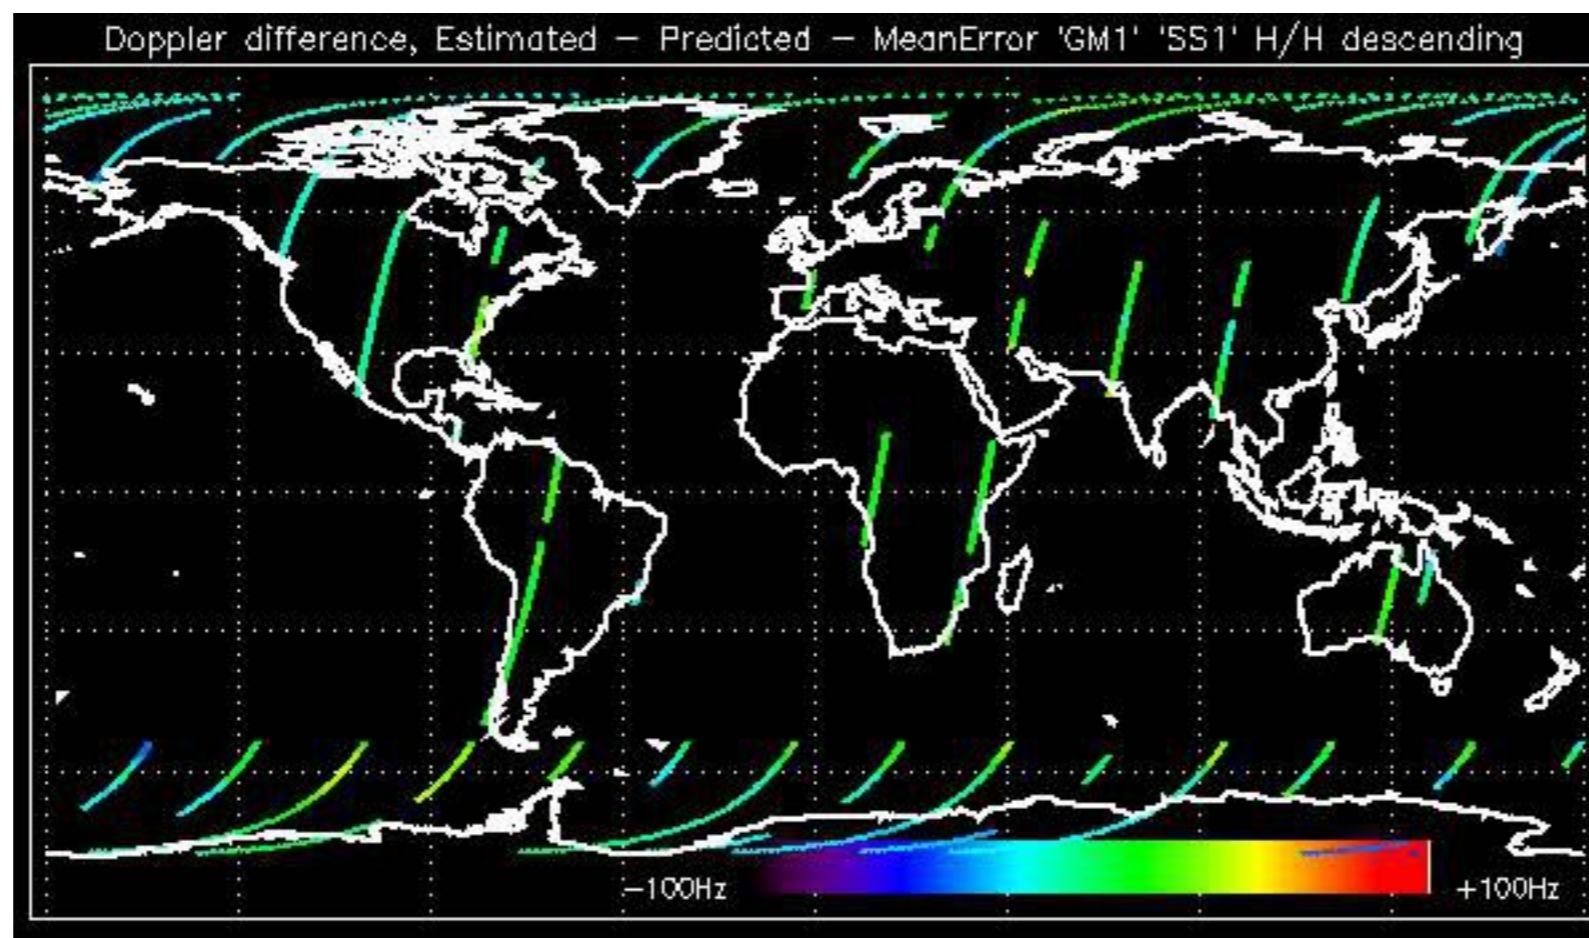 Doppler difference, Estimated — Predicted — MeanError 'GM1' 'SS1' H/H descending
−100Hz +100Hz